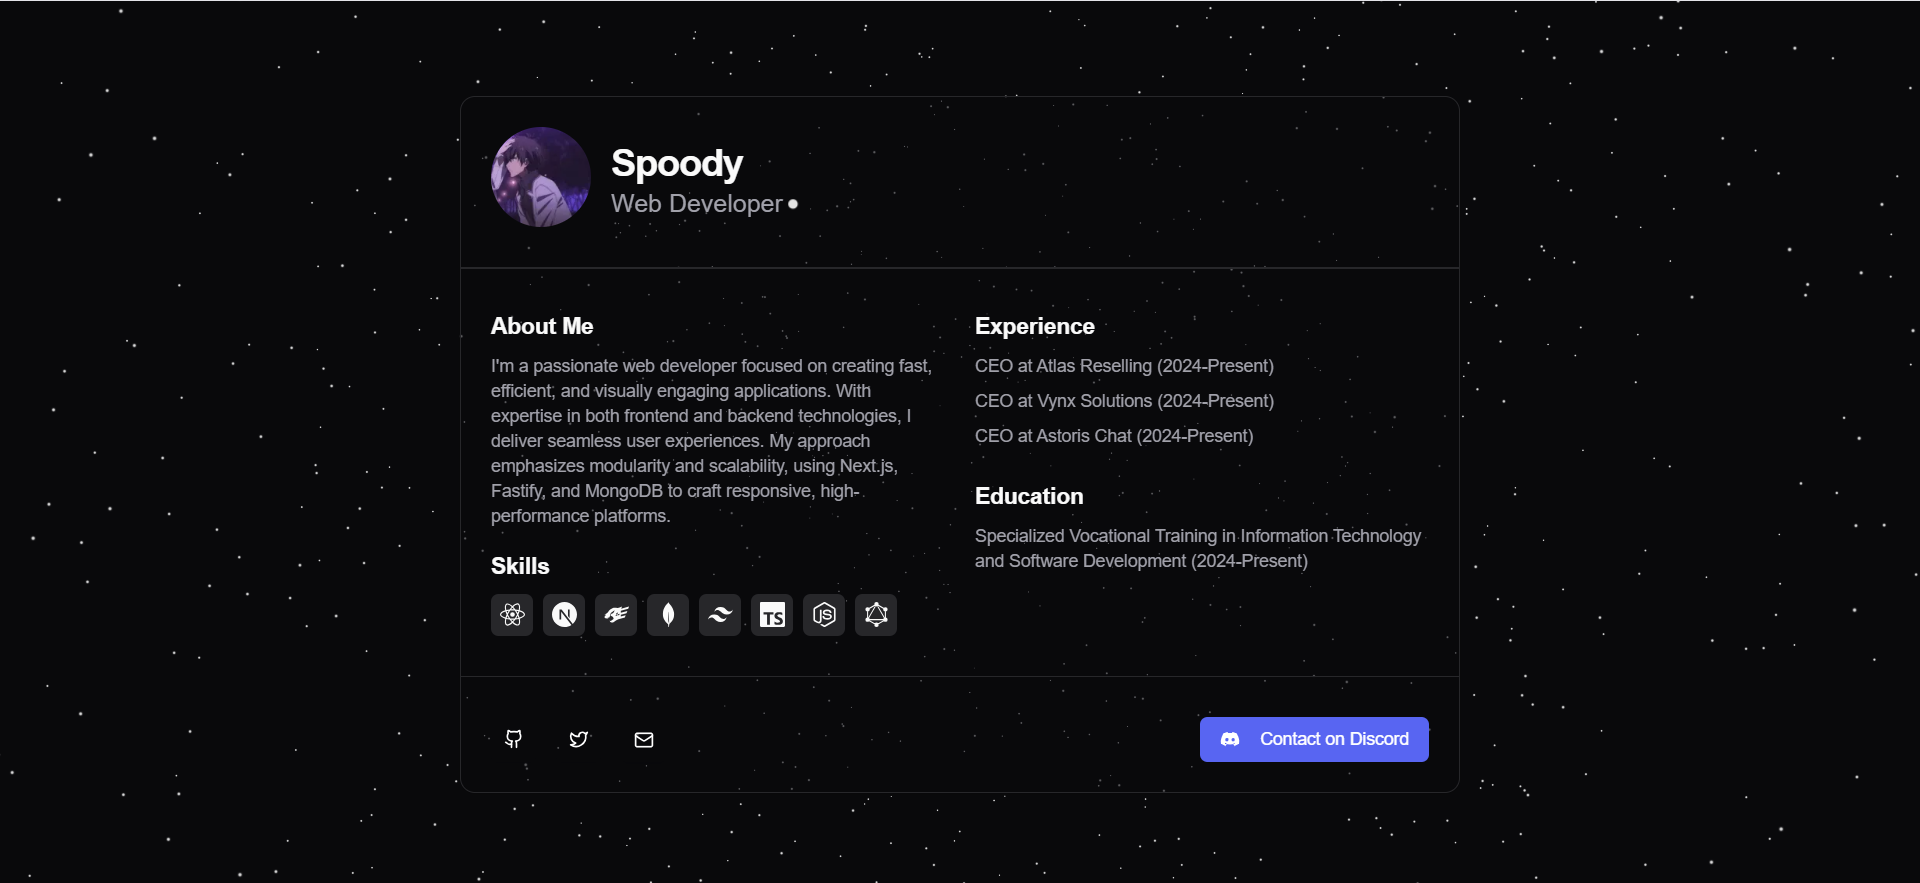 Spoody
Web Developer
About Me
I'm a passionate web developer focused on creating fast,
efficient, and visually engaging applications. With
expertise in both frontend and backend technologies, I
deliver seamless user experiences. My approach
emphasizes modularity and scalability, using Next.js,
Fastify, and MongoDB to craft responsive, high-
performance platforms.
Skills
N
TS
JS
Experience
CEO at Atlas Reselling (2024-Present)
CEO at Vynx Solutions (2024-Present)
CEO at Astoris Chat (2024-Present)
Education
Specialized Vocational Training in Information Technology
and Software Development (2024-Present)
Contact on Discord